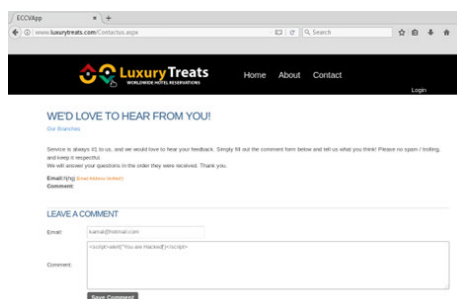 ECCVApp
www.luxurytreats.com/Contactus.aspx
Search
Luxury Treats
WORLDWIDE HOTEL RESERVATIONS
Home About Contact
Login
WE'D LOVE TO HEAR FROM YOU!
Our Branches
Service is always #1 to us, and we would love to hear your feedback. Simply fill out the comment form below and tell us what you think! Please no spam / trolling,
and keep it respectful.
We will answer your questions in the order they were received. Thank you.
Email:
Comment:
LEAVE A COMMENT
Email:
kamal@hotmail.com
<script>alert("You are Hacked")</script>
Comment:
Save Comment